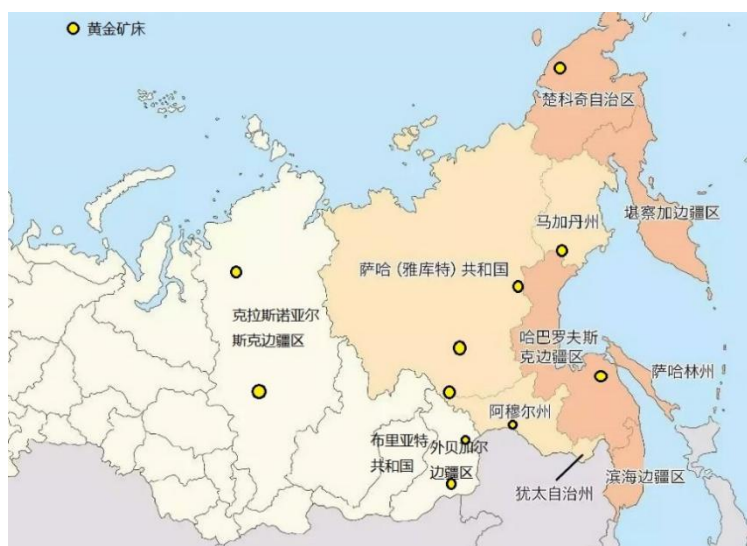 黄金矿床
楚科奇自治区
堪察加边疆区
马加丹州
萨哈（雅库特）共和国
克拉斯诺亚尔
斯克边疆区
哈巴罗夫斯
克边疆区
萨哈林州
阿穆尔州
布里亚特
共和国
外贝加尔
边疆区
犹太自治州
滨海边疆区